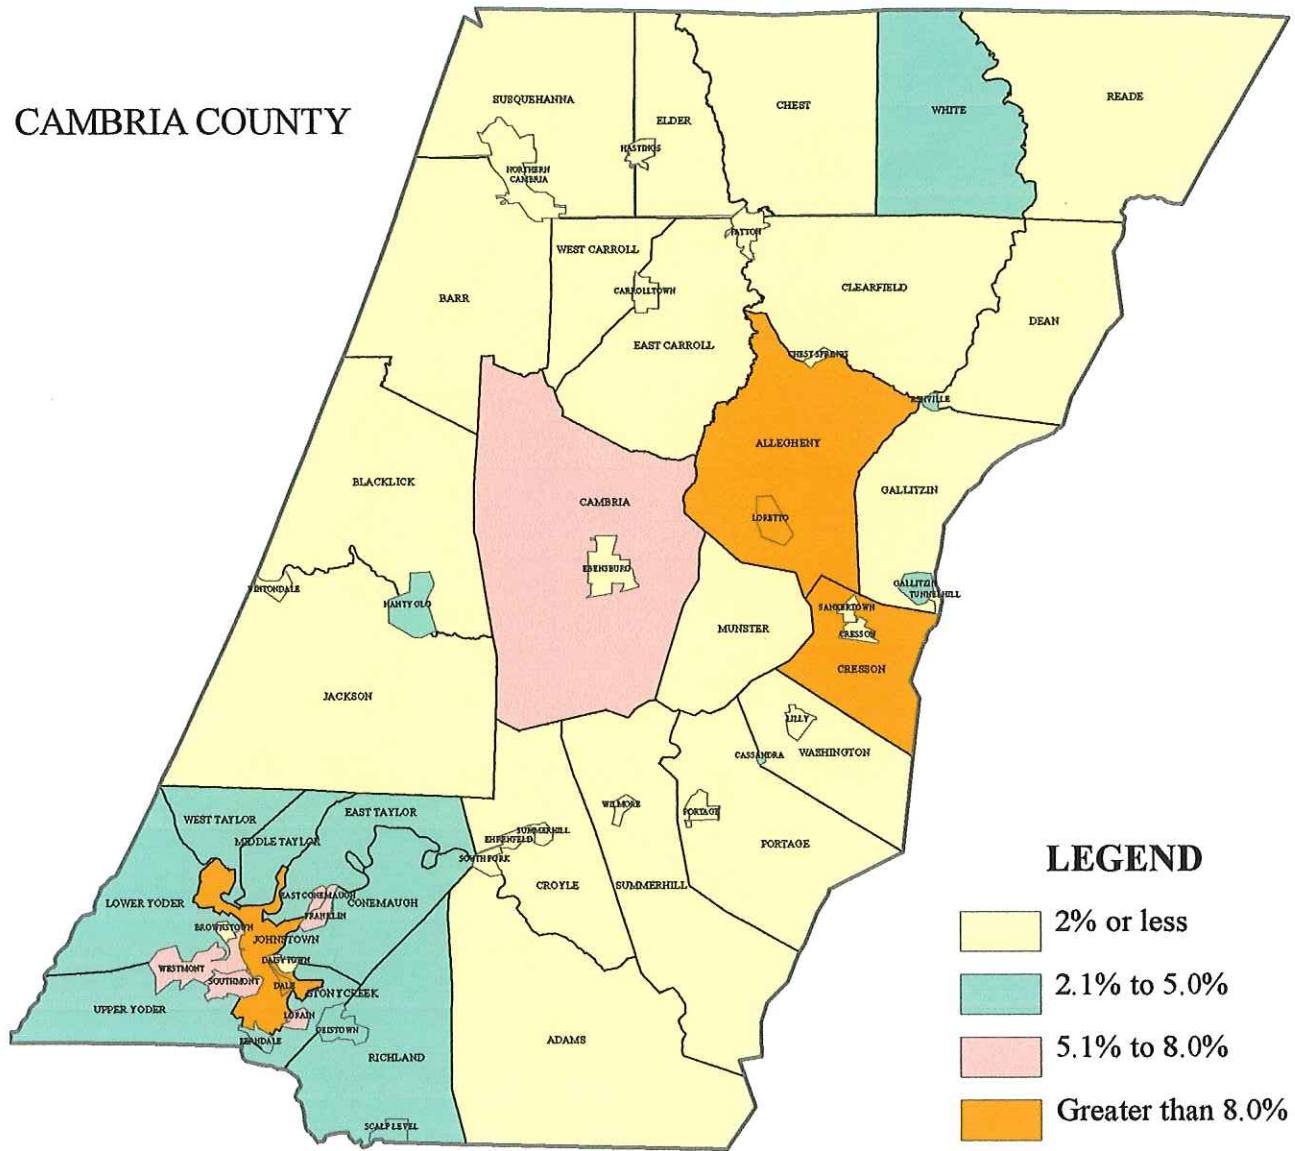 CAMBRIA COUNTY
SUSQUEHANNA
ELDER
CHEST
WHITE
READE
HASTINGS
NORTHERN
CAMBRIA
PATTON
WEST CARROLL
CARROLLTOWN
CLEARFIELD
BARR
DEAN
EAST CARROLL
CHEST SPRINGS
ASHVILLE
ALLEGHENY
BLACKLICK
GALLITZIN
CAMBRIA
LORETTO
EBENSBURG
VINTONDALE
NANTY GLO
GALLITZIN
TUNNELHILL
SANKERTOWN
MUNSTER
CRESSON
CRESSON
JACKSON
LILLY
CASSANDRA
WASHINGTON
WILMORE
PORTAGE
WEST TAYLOR
EAST TAYLOR
MIDDLE TAYLOR
SUMMERHILL
EHRENFELD
PORTAGE
SOUTH FORK
CROYLE
SUMMERHILL
EAST CONEMAUGH
LOWER YODER
CONEMAUGH
FRANKLIN
BROWNSTOWN
JOHNSTOWN
DAISYTOWN
WESTMONT
SOUTHMONT
DALE
STONYCREEK
UPPER YODER
LORAIN
GEISTOWN
FERNDALE
RICHLAND
ADAMS
SCALP LEVEL
LEGEND
2% or less
2.1% to 5.0%
5.1% to 8.0%
Greater than 8.0%